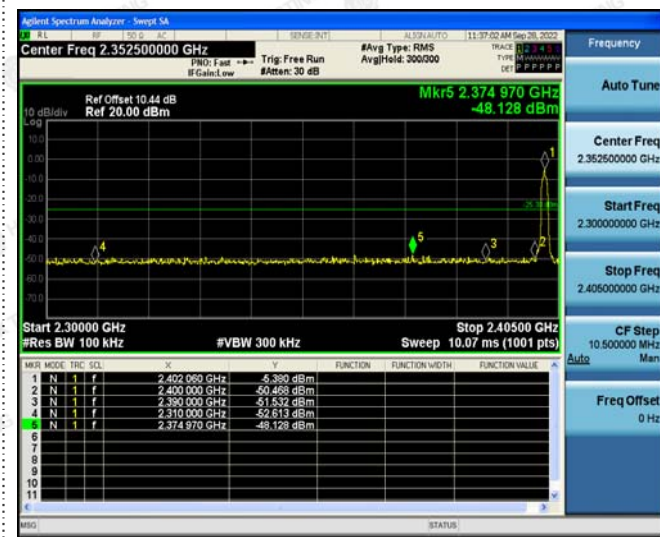 Agilent Spectrum Analyzer - Swept SA
RL RF 50 Ω AC SENSE:INT ALIGN AUTO 11:37:02 AM Sep 28, 2022
Center Freq 2.352500000 GHz
PNO: Fast
IFGain:Low
Trig: Free Run
#Atten: 30 dB
#Avg Type: RMS
Avg|Hold: 300/300
TRACE 1 2 3 4 5 6
TYPE M
DET P P P P P P
Mkr5 2.374 970 GHz
-48.128 dBm
Ref Offset 10.44 dB
Ref 20.00 dBm
10 dB/div
Log
10.0
0.00
-10.0
-20.0
-30.0
-40.0
-50.0
-60.0
-70.0
1
2
3
4
5
Start 2.30000 GHz
Stop 2.40500 GHz
#Res BW 100 kHz
#VBW 300 kHz
Sweep 10.07 ms (1001 pts)
MKR MODE TRC SCL X Y FUNCTION FUNCTION WIDTH FUNCTION VALUE
1 N 1 f 2.402 060 GHz -5.380 dBm
2 N 1 f 2.400 000 GHz -50.468 dBm
3 N 1 f 2.390 000 GHz -51.532 dBm
4 N 1 f 2.310 000 GHz -52.613 dBm
5 N 1 f 2.374 970 GHz -48.128 dBm
6
7
8
9
10
11
MSG
STATUS
Frequency
Auto Tune
Center Freq
2.352500000 GHz
Start Freq
2.300000000 GHz
Stop Freq
2.405000000 GHz
CF Step
10.500000 MHz
Auto Man
Freq Offset
0 Hz